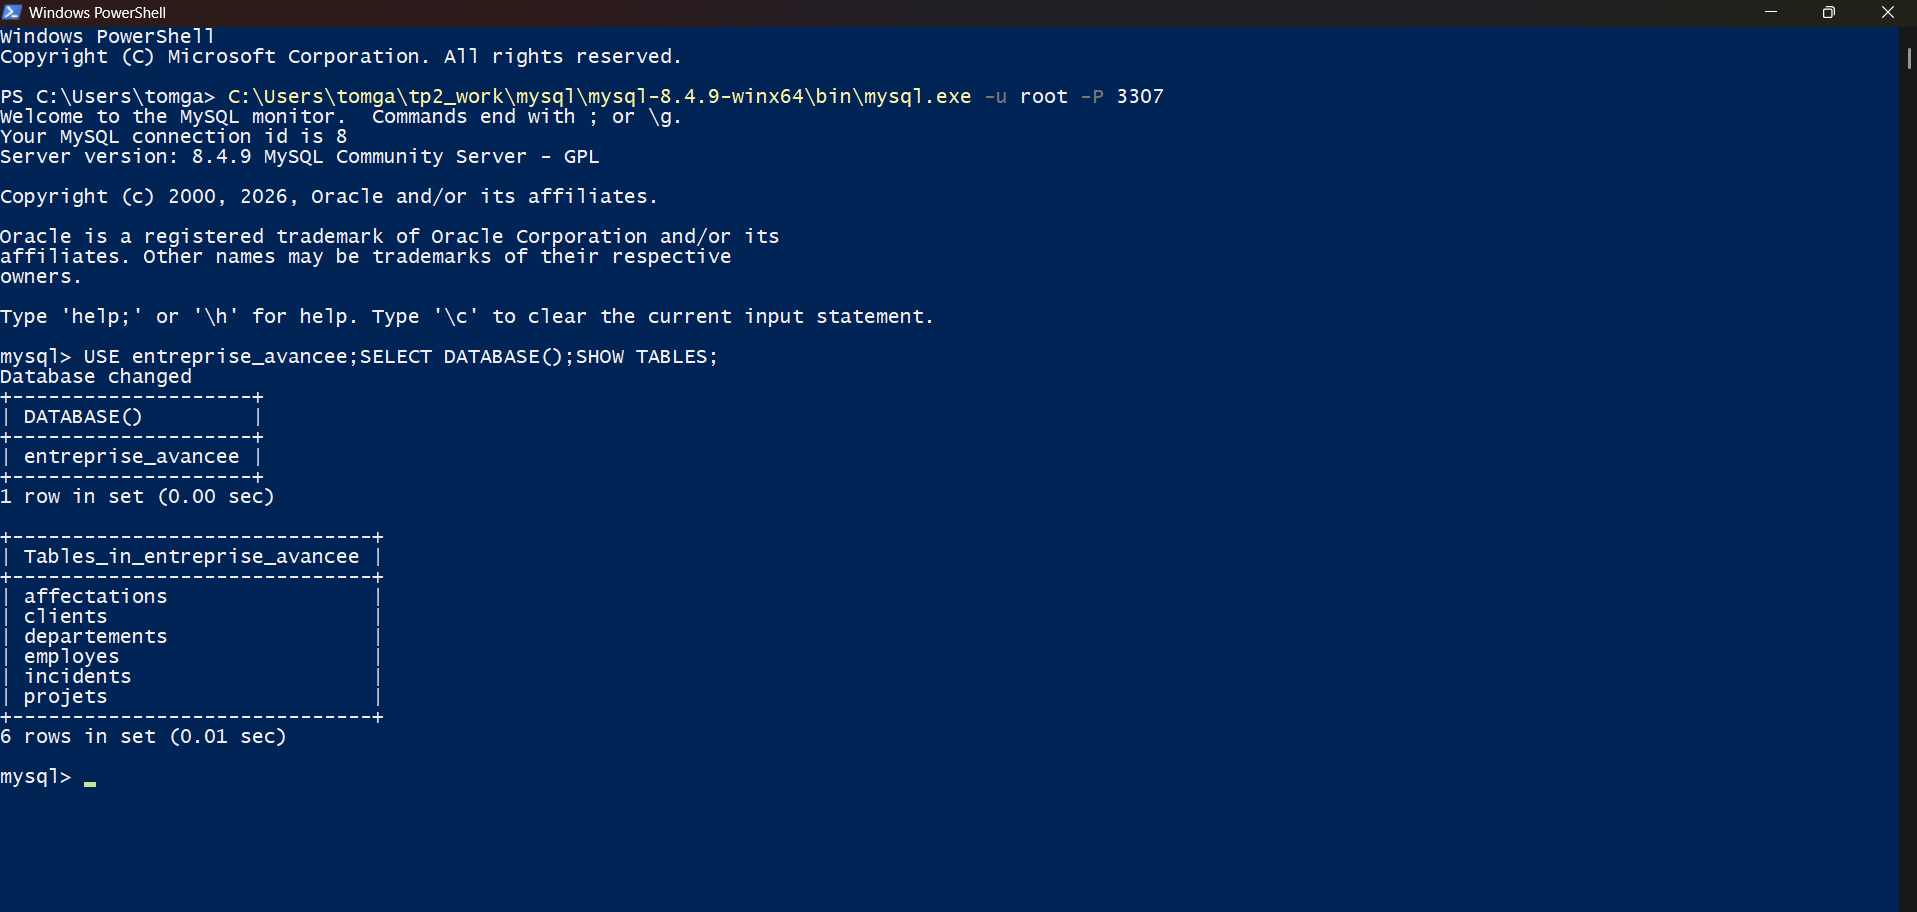 Windows PowerShell
Windows PowerShell
Copyright (C) Microsoft Corporation. All rights reserved.
PS C:\Users\tomga> C:\Users\tomga\tp2_work\mysql\mysql-8.4.9-winx64\bin\mysql.exe -u root -P 3307
Welcome to the MySQL monitor.  Commands end with ; or \g.
Your MySQL connection id is 8
Server version: 8.4.9 MySQL Community Server - GPL
Copyright (c) 2000, 2026, Oracle and/or its affiliates.
Oracle is a registered trademark of Oracle Corporation and/or its
affiliates. Other names may be trademarks of their respective
owners.
Type 'help;' or '\h' for help. Type '\c' to clear the current input statement.
mysql> USE entreprise_avancee;SELECT DATABASE();SHOW TABLES;
Database changed
+--------------------+
| DATABASE()         |
+--------------------+
| entreprise_avancee |
+--------------------+
1 row in set (0.00 sec)
+------------------------------+
| Tables_in_entreprise_avancee |
+------------------------------+
| affectations                 |
| clients                      |
| departements                 |
| employes                     |
| incidents                    |
| projets                      |
+------------------------------+
6 rows in set (0.01 sec)
mysql> _